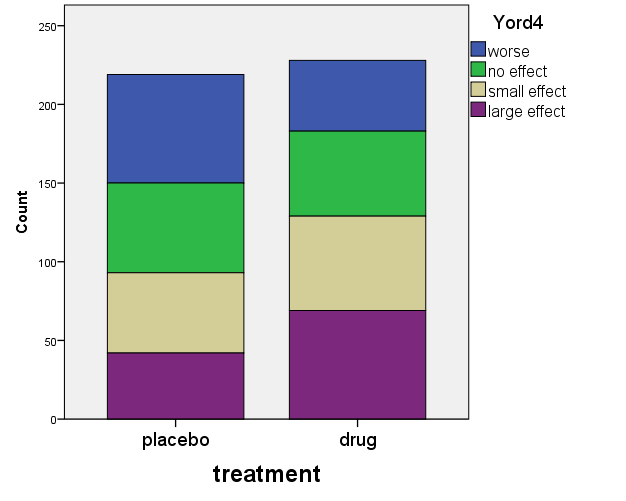 Yord4
worse
no effect
small effect
large effect
250
200
150
100
50
0
Count
placebo
drug
treatment